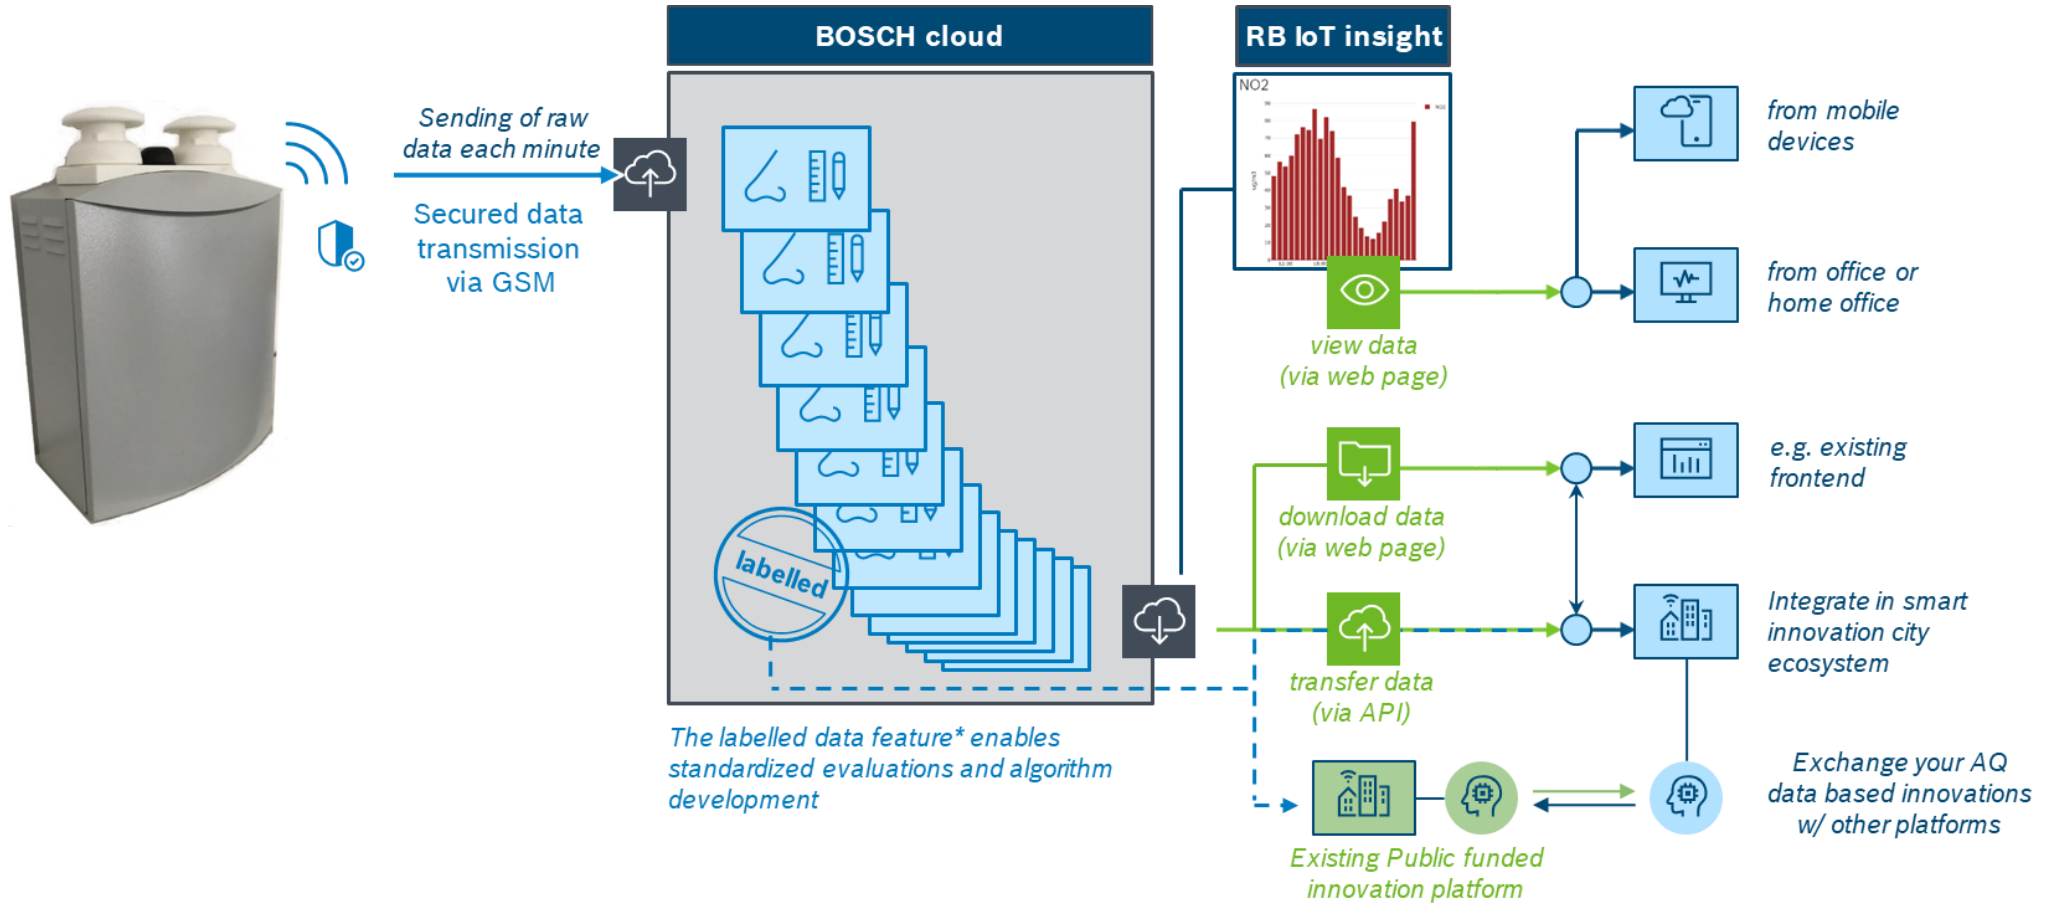 BOSCH cloud
RB IoT insight
Sending of raw
data each minute
Secured data
transmission
via GSM
labelled
The labelled data feature* enables
standardized evaluations and algorithm
development
NO2
NO2
view data
(via web page)
download data
(via web page)
transfer data
(via API)
Existing Public funded
innovation platform
from mobile
devices
from office or
home office
e.g. existing
frontend
Integrate in smart
innovation city
ecosystem
Exchange your AQ
data based innovations
w/ other platforms